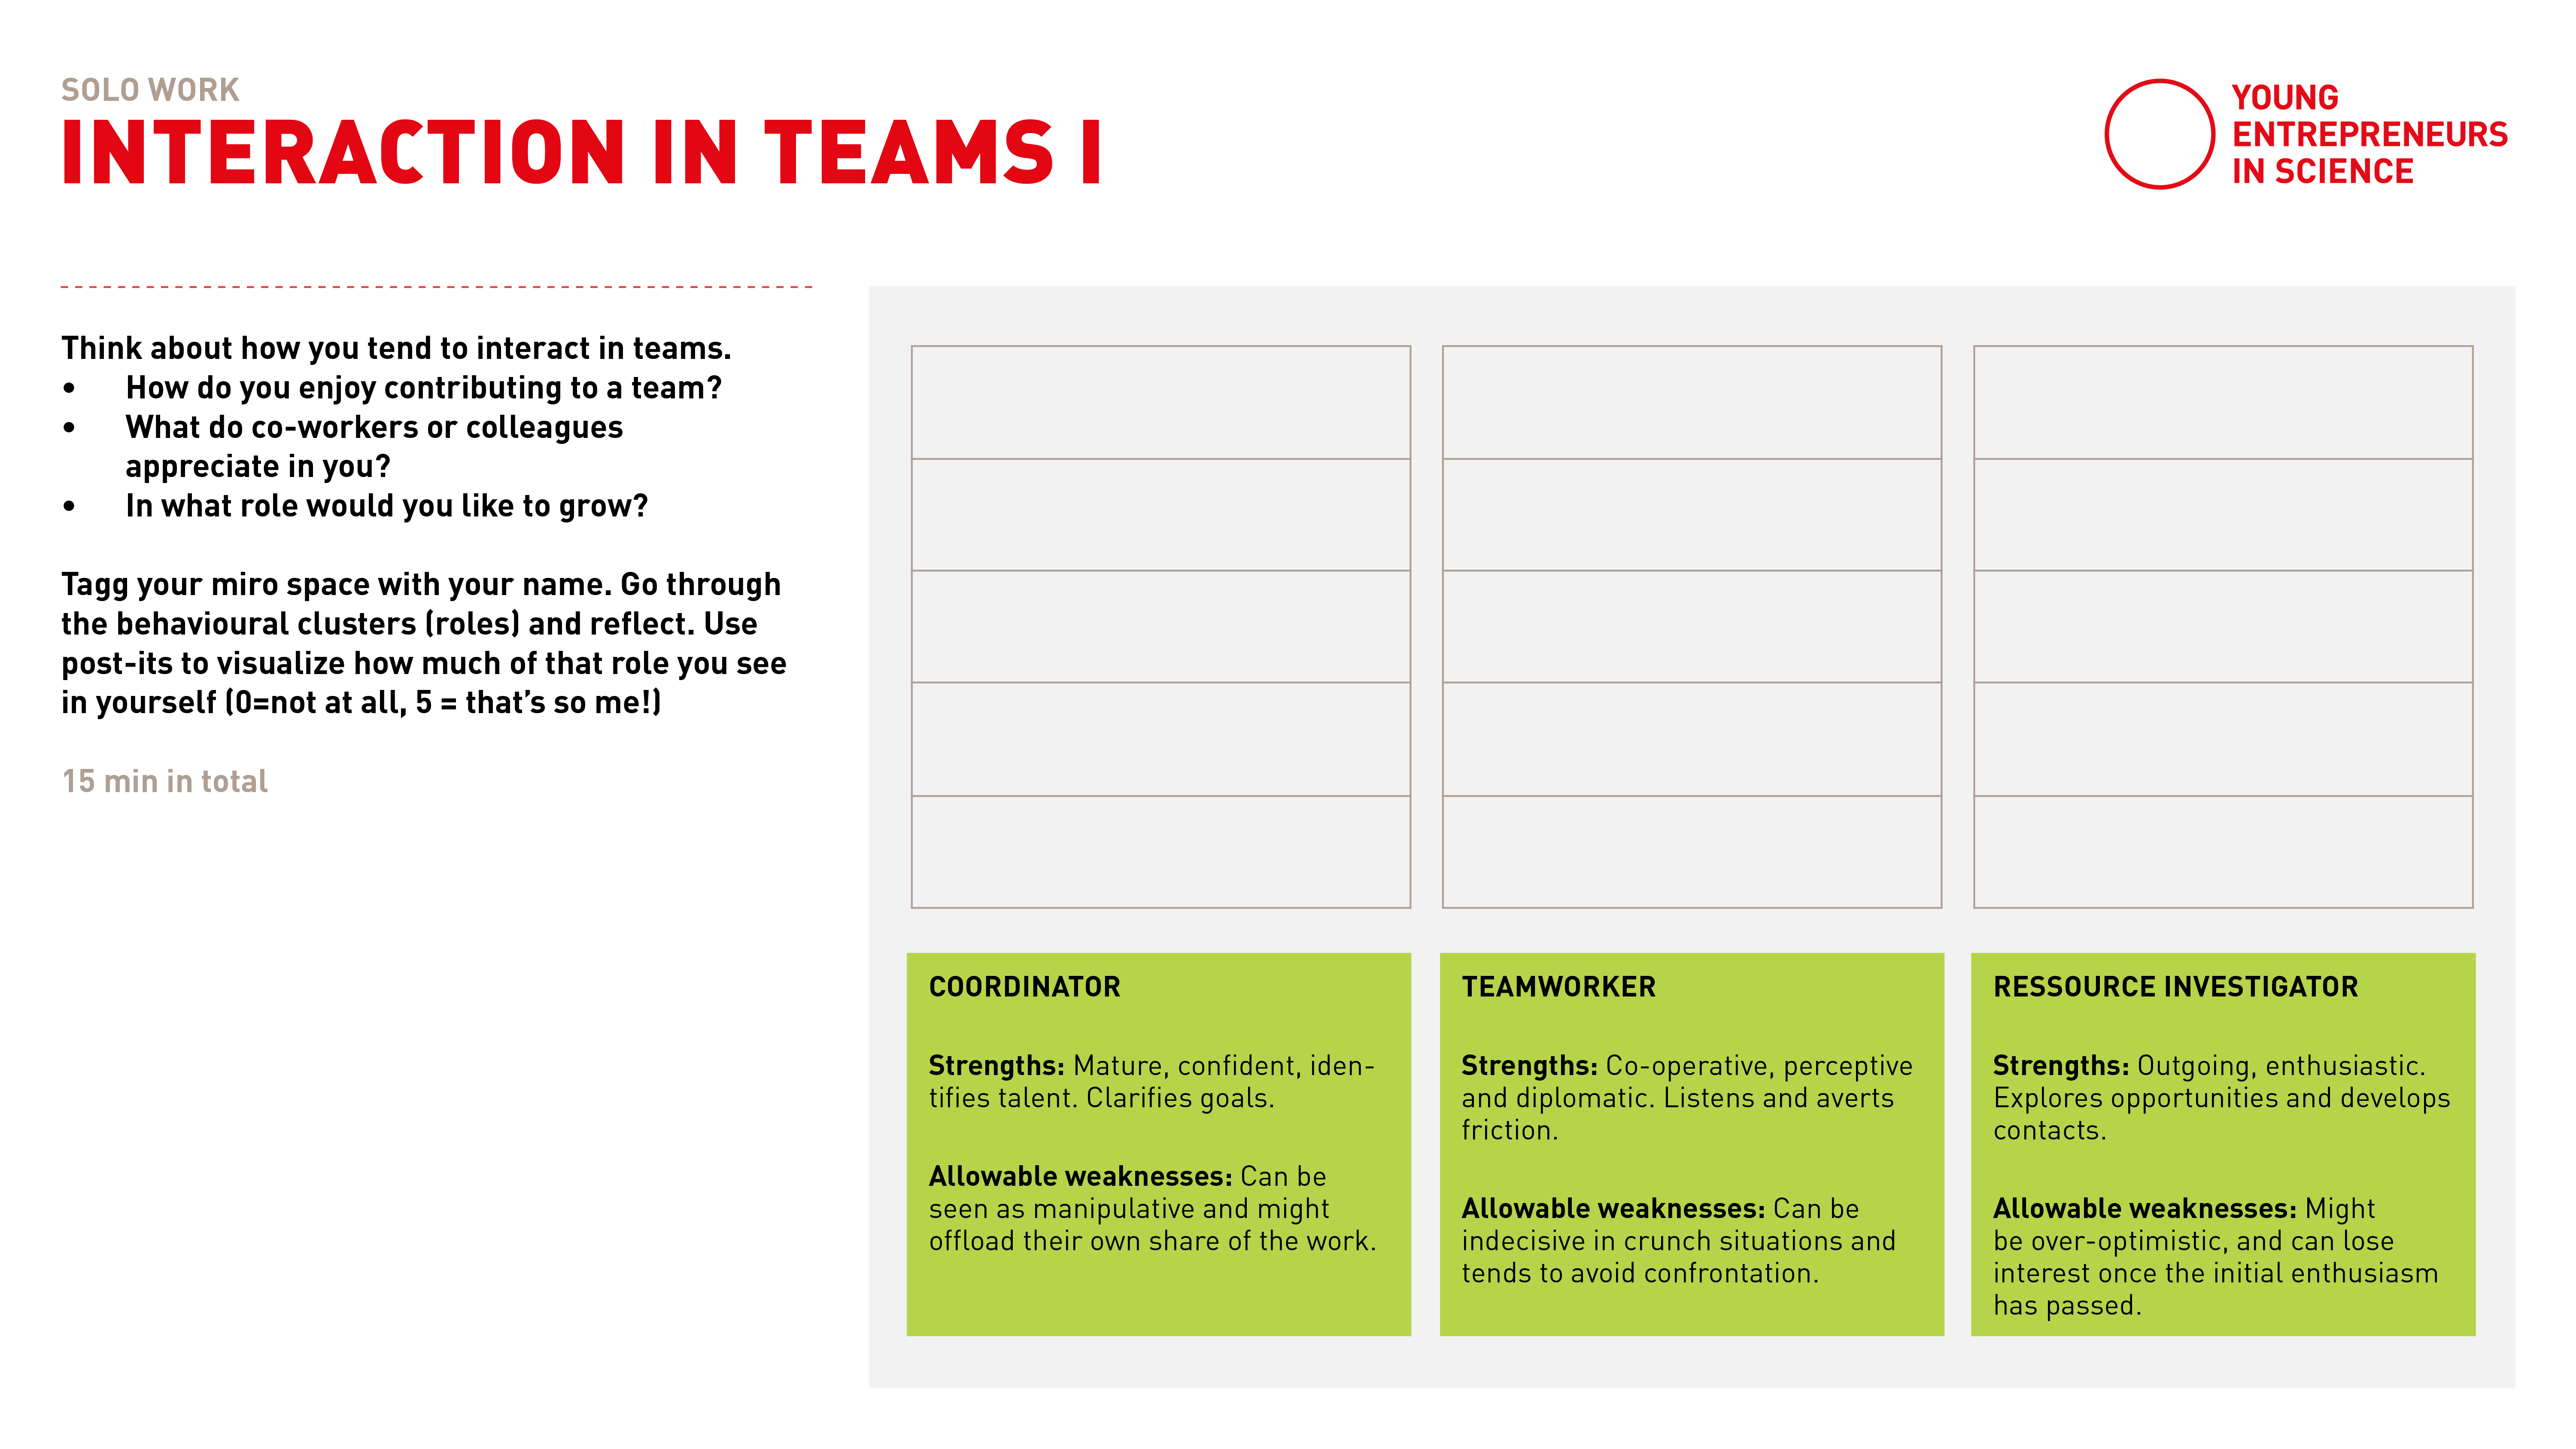 SOLO WORK
INTERACTION IN TEAMS I
YOUNG
ENTREPRENEURS
IN SCIENCE
Think about how you tend to interact in teams.
• How do you enjoy contributing to a team?
• What do co-workers or colleagues
appreciate in you?
• In what role would you like to grow?
Tagg your miro space with your name. Go through
the behavioural clusters (roles) and reflect. Use
post-its to visualize how much of that role you see
in yourself (0=not at all, 5 = that’s so me!)
15 min in total
COORDINATOR
Strengths: Mature, confident, iden-
tifies talent. Clarifies goals.
Allowable weaknesses: Can be
seen as manipulative and might
offload their own share of the work.
TEAMWORKER
Strengths: Co-operative, perceptive
and diplomatic. Listens and averts
friction.
Allowable weaknesses: Can be
indecisive in crunch situations and
tends to avoid confrontation.
RESSOURCE INVESTIGATOR
Strengths: Outgoing, enthusiastic.
Explores opportunities and develops
contacts.
Allowable weaknesses: Might
be over-optimistic, and can lose
interest once the initial enthusiasm
has passed.